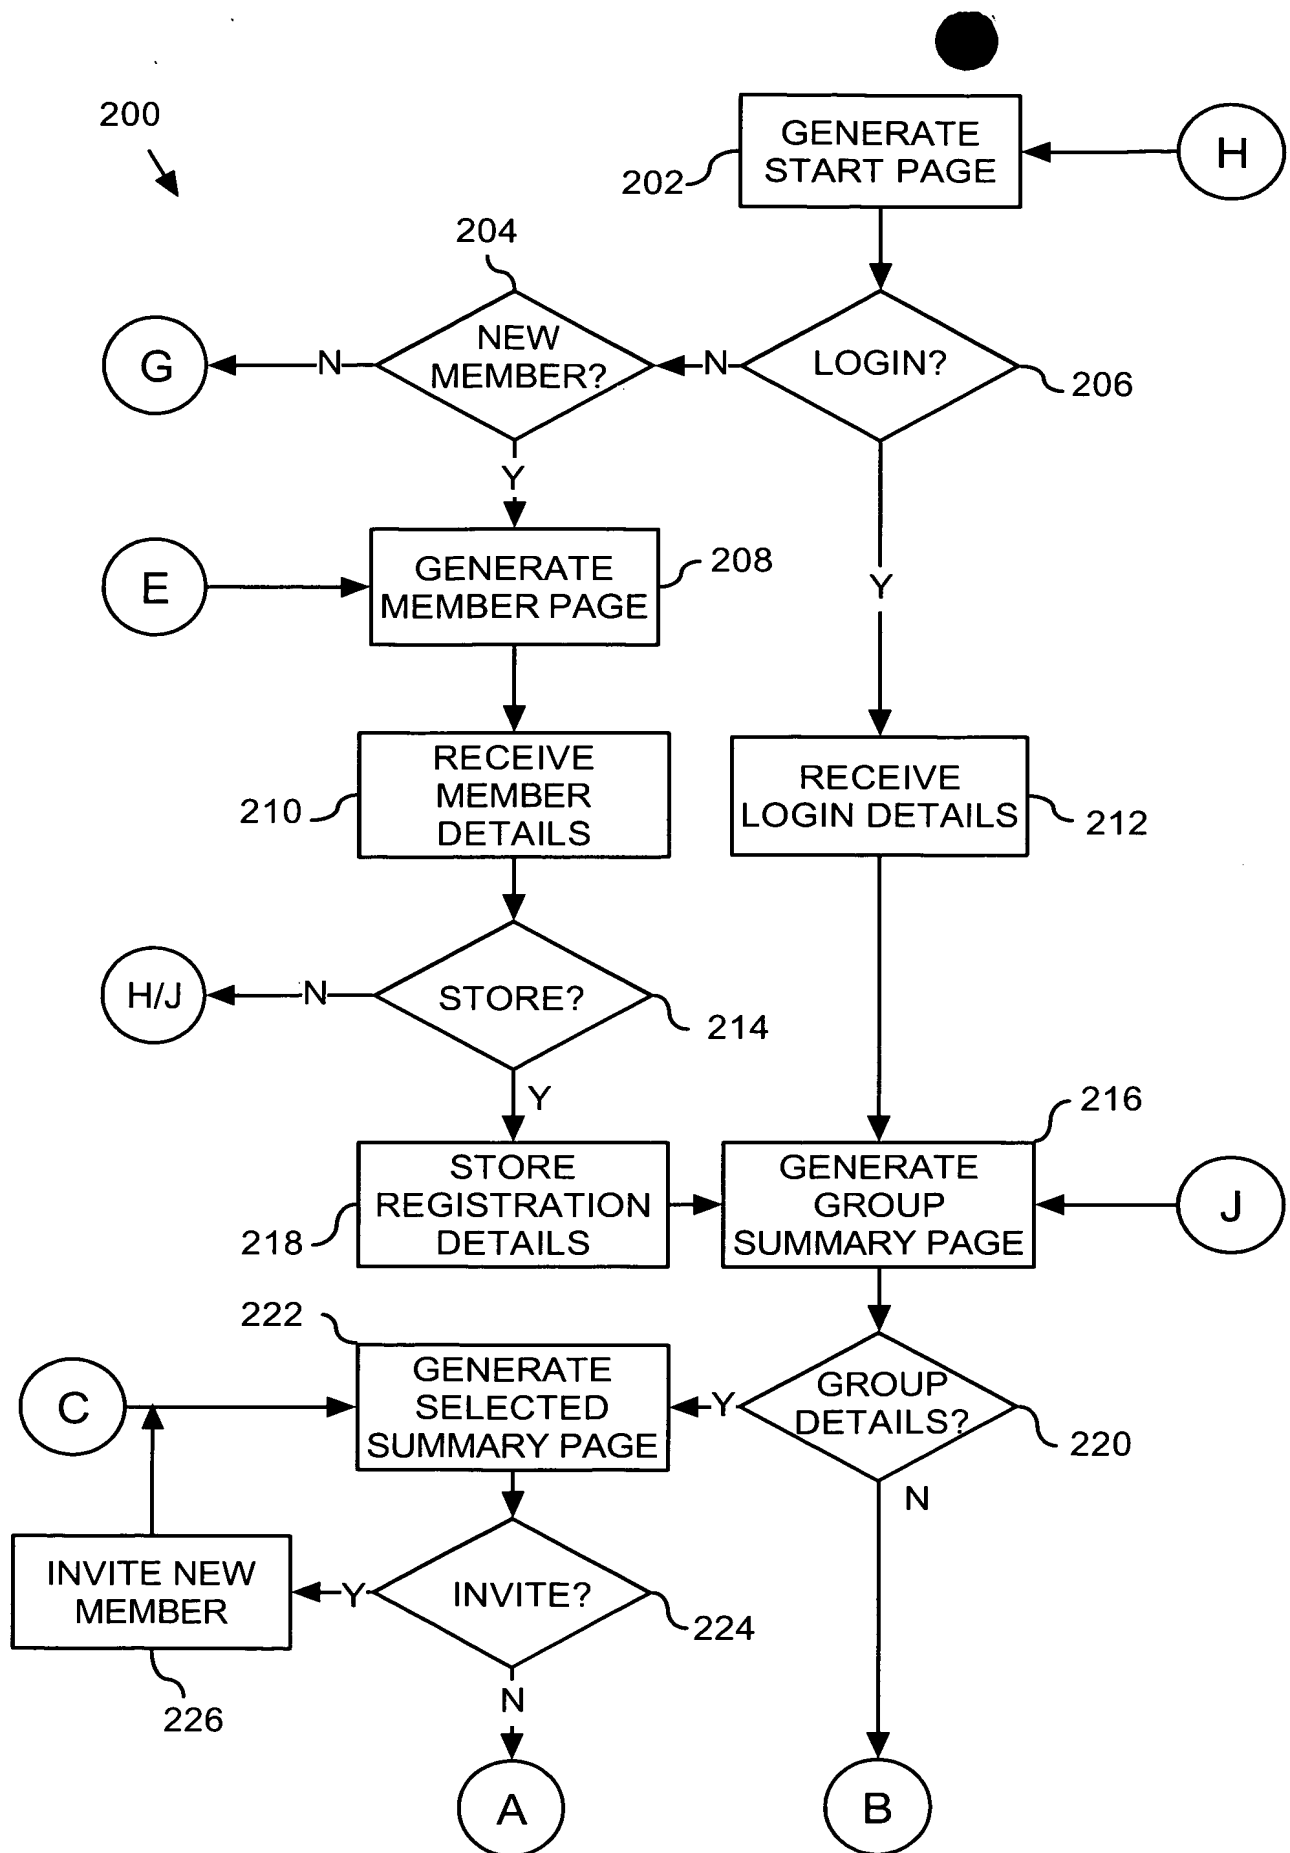 200
GENERATE
START PAGE
H
202
204
G
N
NEW
MEMBER?
N
LOGIN?
206
Y
Y
E
GENERATE
MEMBER PAGE
208
RECEIVE
MEMBER
DETAILS
210
RECEIVE
LOGIN DETAILS
212
H/J
N
STORE?
214
Y
216
STORE
REGISTRATION
DETAILS
218
GENERATE
GROUP
SUMMARY PAGE
J
222
C
GENERATE
SELECTED
SUMMARY PAGE
Y
GROUP
DETAILS?
220
N
INVITE NEW
MEMBER
Y
INVITE?
224
226
N
A
B